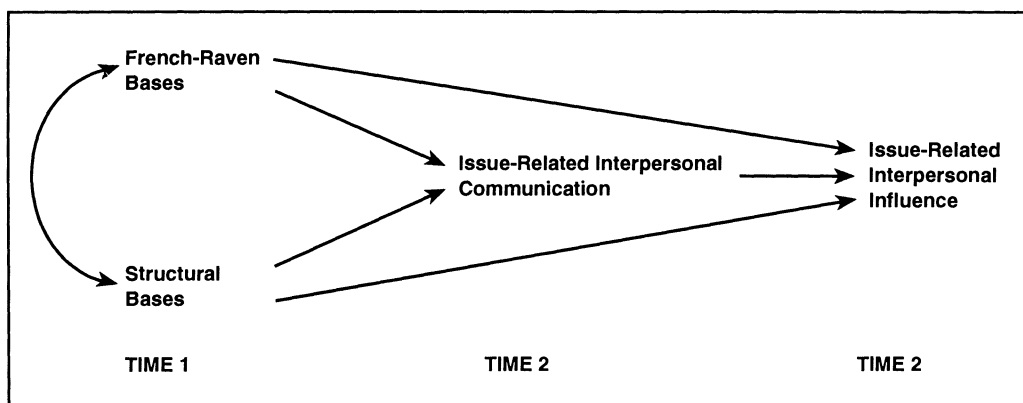 French-Raven
Bases
Issue-Related Interpersonal
Communication
Issue-Related
Interpersonal
Influence
Structural
Bases
TIME 1
TIME 2
TIME 2